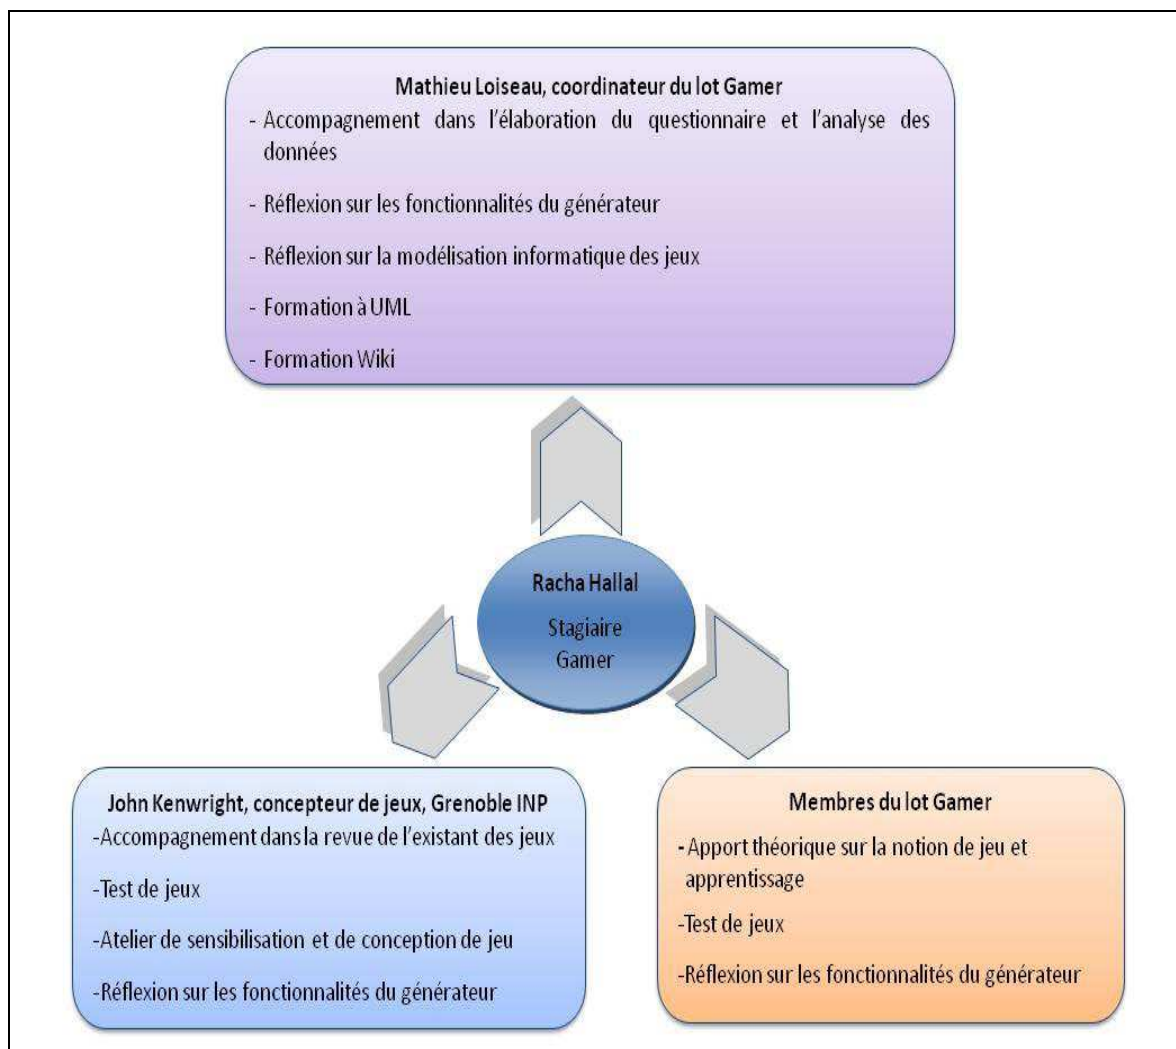 Mathieu Loiseau, coordinateur du lot Gamer
- Accompagnement dans l'élaboration du questionnaire et l'analyse des
données
- Réflexion sur les fonctionnalités du générateur
- Réflexion sur la modélisation informatique des jeux
- Formation à UML
- Formation Wiki
Racha Hallal
Stagiaire
Gamer
John Kenwright, concepteur de jeux, Grenoble INP
-Accompagnement dans la revue de l'existant des jeux
-Test de jeux
-Atelier de sensibilisation et de conception de jeu
-Réflexion sur les fonctionnalités du générateur
Membres du lot Gamer
- Apport théorique sur la notion de jeu et
apprentissage
-Test de jeux
-Réflexion sur les fonctionnalités du générateur